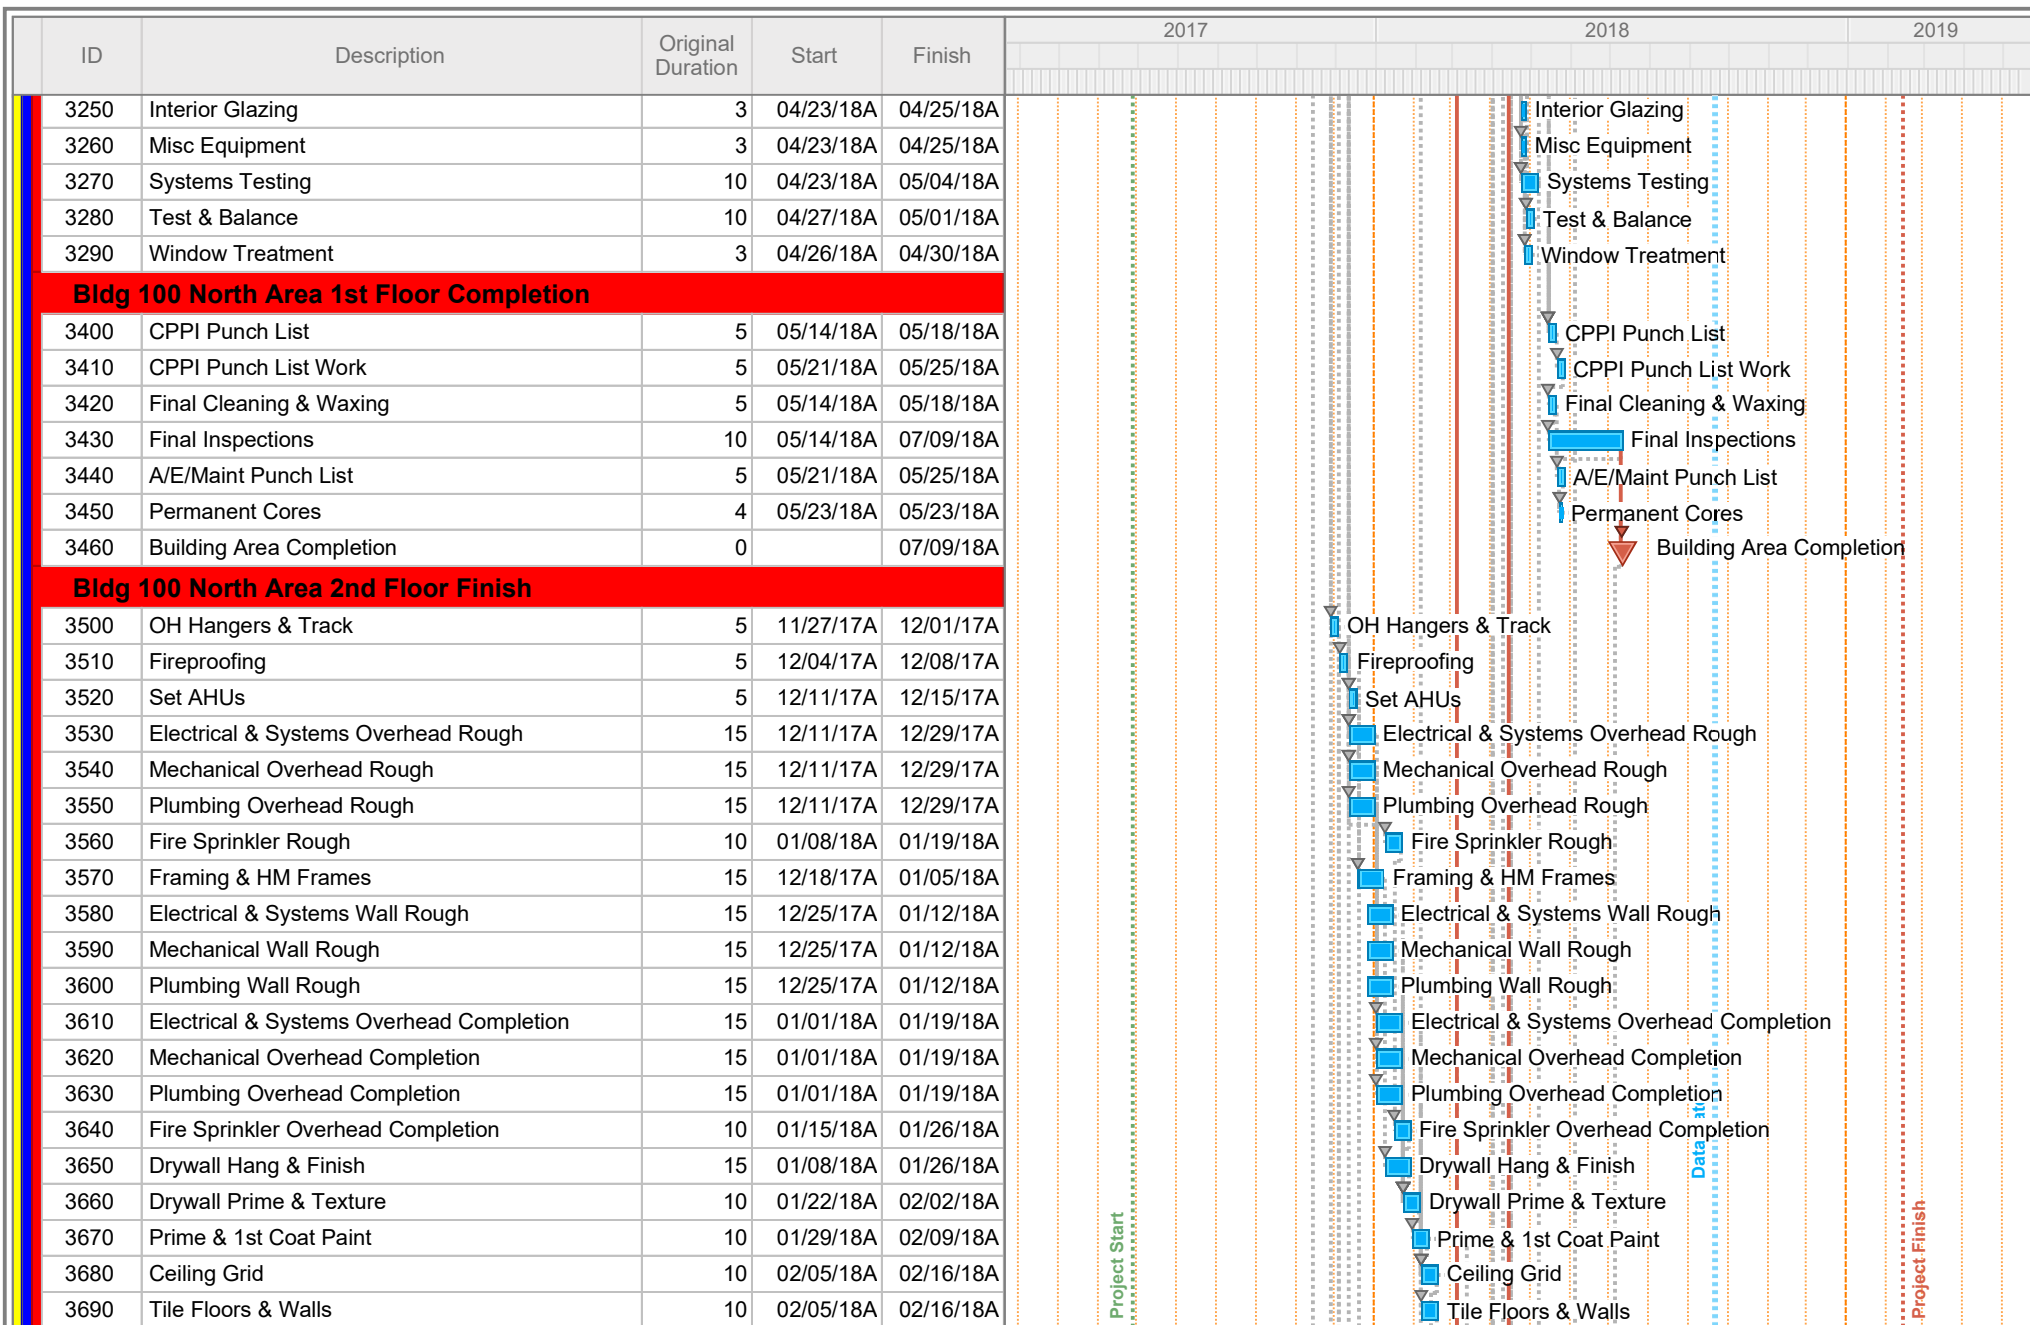 2017 2018 2019
ID Description Original Duration Start Finish
3250 Interior Glazing 3 04/23/18A 04/25/18A Interior Glazing
3260 Misc Equipment 3 04/23/18A 04/25/18A Misc Equipment
3270 Systems Testing 10 04/23/18A 05/04/18A Systems Testing
3280 Test & Balance 10 04/27/18A 05/01/18A Test & Balance
3290 Window Treatment 3 04/26/18A 04/30/18A Window Treatment
Bldg 100 North Area 1st Floor Completion
3400 CPPI Punch List 5 05/14/18A 05/18/18A CPPI Punch List
3410 CPPI Punch List Work 5 05/21/18A 05/25/18A CPPI Punch List Work
3420 Final Cleaning & Waxing 5 05/14/18A 05/18/18A Final Cleaning & Waxing
3430 Final Inspections 10 05/14/18A 07/09/18A Final Inspections
3440 A/E/Maint Punch List 5 05/21/18A 05/25/18A A/E/Maint Punch List
3450 Permanent Cores 4 05/23/18A 05/23/18A Permanent Cores
3460 Building Area Completion 0 07/09/18A Building Area Completion
Bldg 100 North Area 2nd Floor Finish
3500 OH Hangers & Track 5 11/27/17A 12/01/17A OH Hangers & Track
3510 Fireproofing 5 12/04/17A 12/08/17A Fireproofing
3520 Set AHUs 5 12/11/17A 12/15/17A Set AHUs
3530 Electrical & Systems Overhead Rough 15 12/11/17A 12/29/17A Electrical & Systems Overhead Rough
3540 Mechanical Overhead Rough 15 12/11/17A 12/29/17A Mechanical Overhead Rough
3550 Plumbing Overhead Rough 15 12/11/17A 12/29/17A Plumbing Overhead Rough
3560 Fire Sprinkler Rough 10 01/08/18A 01/19/18A Fire Sprinkler Rough
3570 Framing & HM Frames 15 12/18/17A 01/05/18A Framing & HM Frames
3580 Electrical & Systems Wall Rough 15 12/25/17A 01/12/18A Electrical & Systems Wall Rough
3590 Mechanical Wall Rough 15 12/25/17A 01/12/18A Mechanical Wall Rough
3600 Plumbing Wall Rough 15 12/25/17A 01/12/18A Plumbing Wall Rough
3610 Electrical & Systems Overhead Completion 15 01/01/18A 01/19/18A Electrical & Systems Overhead Completion
3620 Mechanical Overhead Completion 15 01/01/18A 01/19/18A Mechanical Overhead Completion
3630 Plumbing Overhead Completion 15 01/01/18A 01/19/18A Plumbing Overhead Completion
3640 Fire Sprinkler Overhead Completion 10 01/15/18A 01/26/18A Fire Sprinkler Overhead Completion
3650 Drywall Hang & Finish 15 01/08/18A 01/26/18A Drywall Hang & Finish
3660 Drywall Prime & Texture 10 01/22/18A 02/02/18A Drywall Prime & Texture
3670 Prime & 1st Coat Paint 10 01/29/18A 02/09/18A Prime & 1st Coat Paint
3680 Ceiling Grid 10 02/05/18A 02/16/18A Ceiling Grid
3690 Tile Floors & Walls 10 02/05/18A 02/16/18A Tile Floors & Walls
Project Start
Data
Project Finish